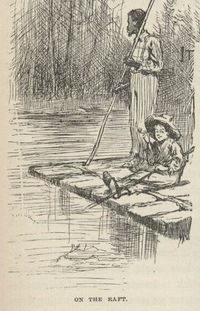 ON THE RAFT.